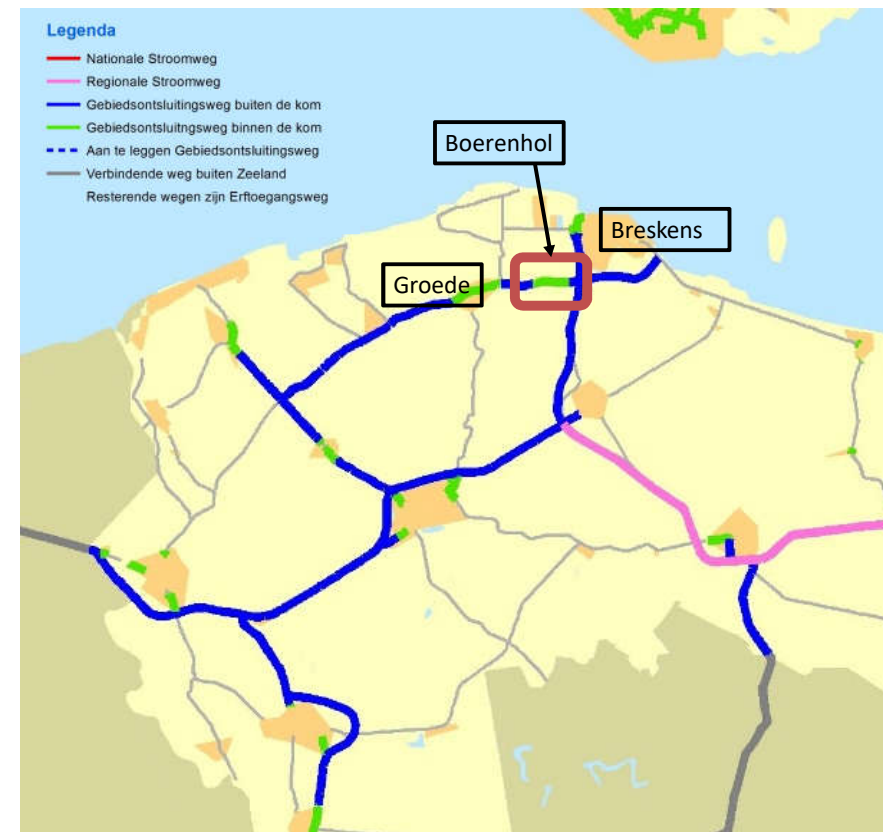 Legenda
Nationale Stroomweg
Regionale Stroomweg
Gebiedsontsluitingsweg buiten de kom
Gebiedsontsluitngsweg binnen de kom
Aan te leggen Gebiedsontsluitingsweg
Verbindende weg buiten Zeeland
Resterende wegen zijn Erftoegangsweg
Boerenhol
Breskens
Groede